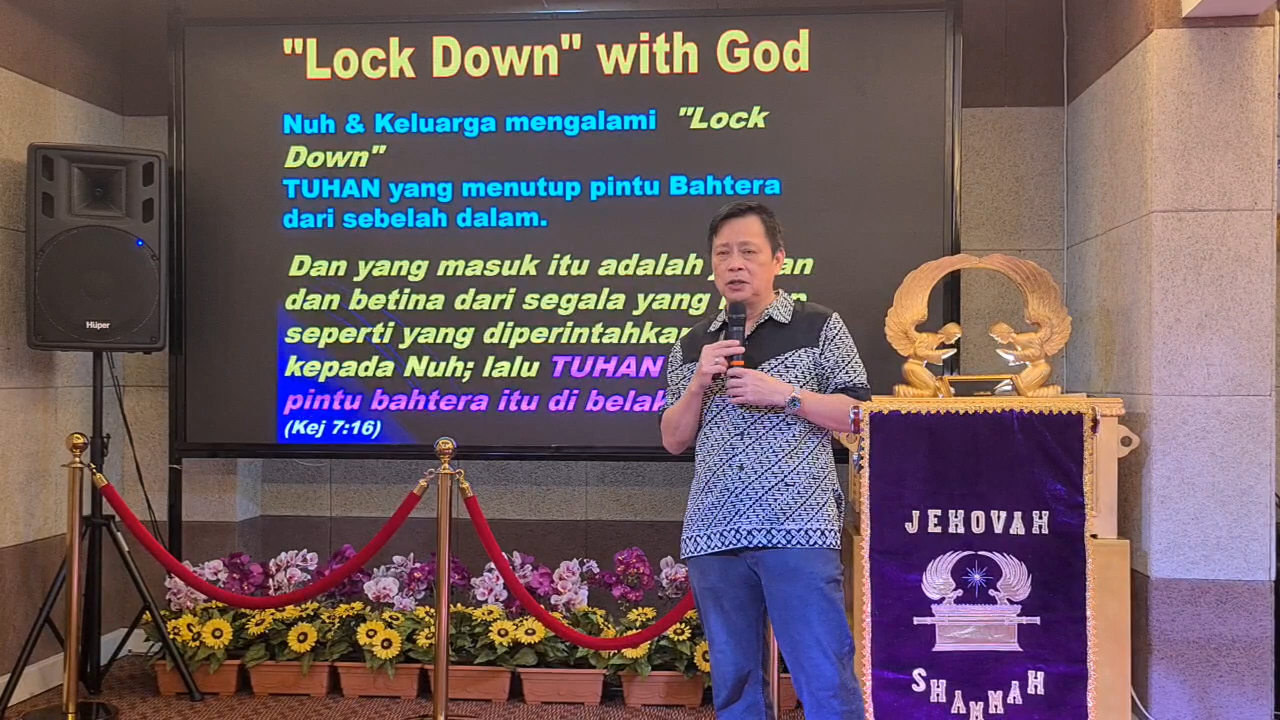 "Lock Down" with God
Nuh & Keluarga mengalami "Lock
Down"
TUHAN yang menutup pintu Bahtera
dari sebelah dalam.
Dan yang masuk itu adalah
dan betina dari segala yang
seperti yang diperintahkan
kepada Nuh; lalu TUHAN
pintu bahtera itu di
(Kej 7:16)
Hüper
JEHOVAH
SHAMMAH